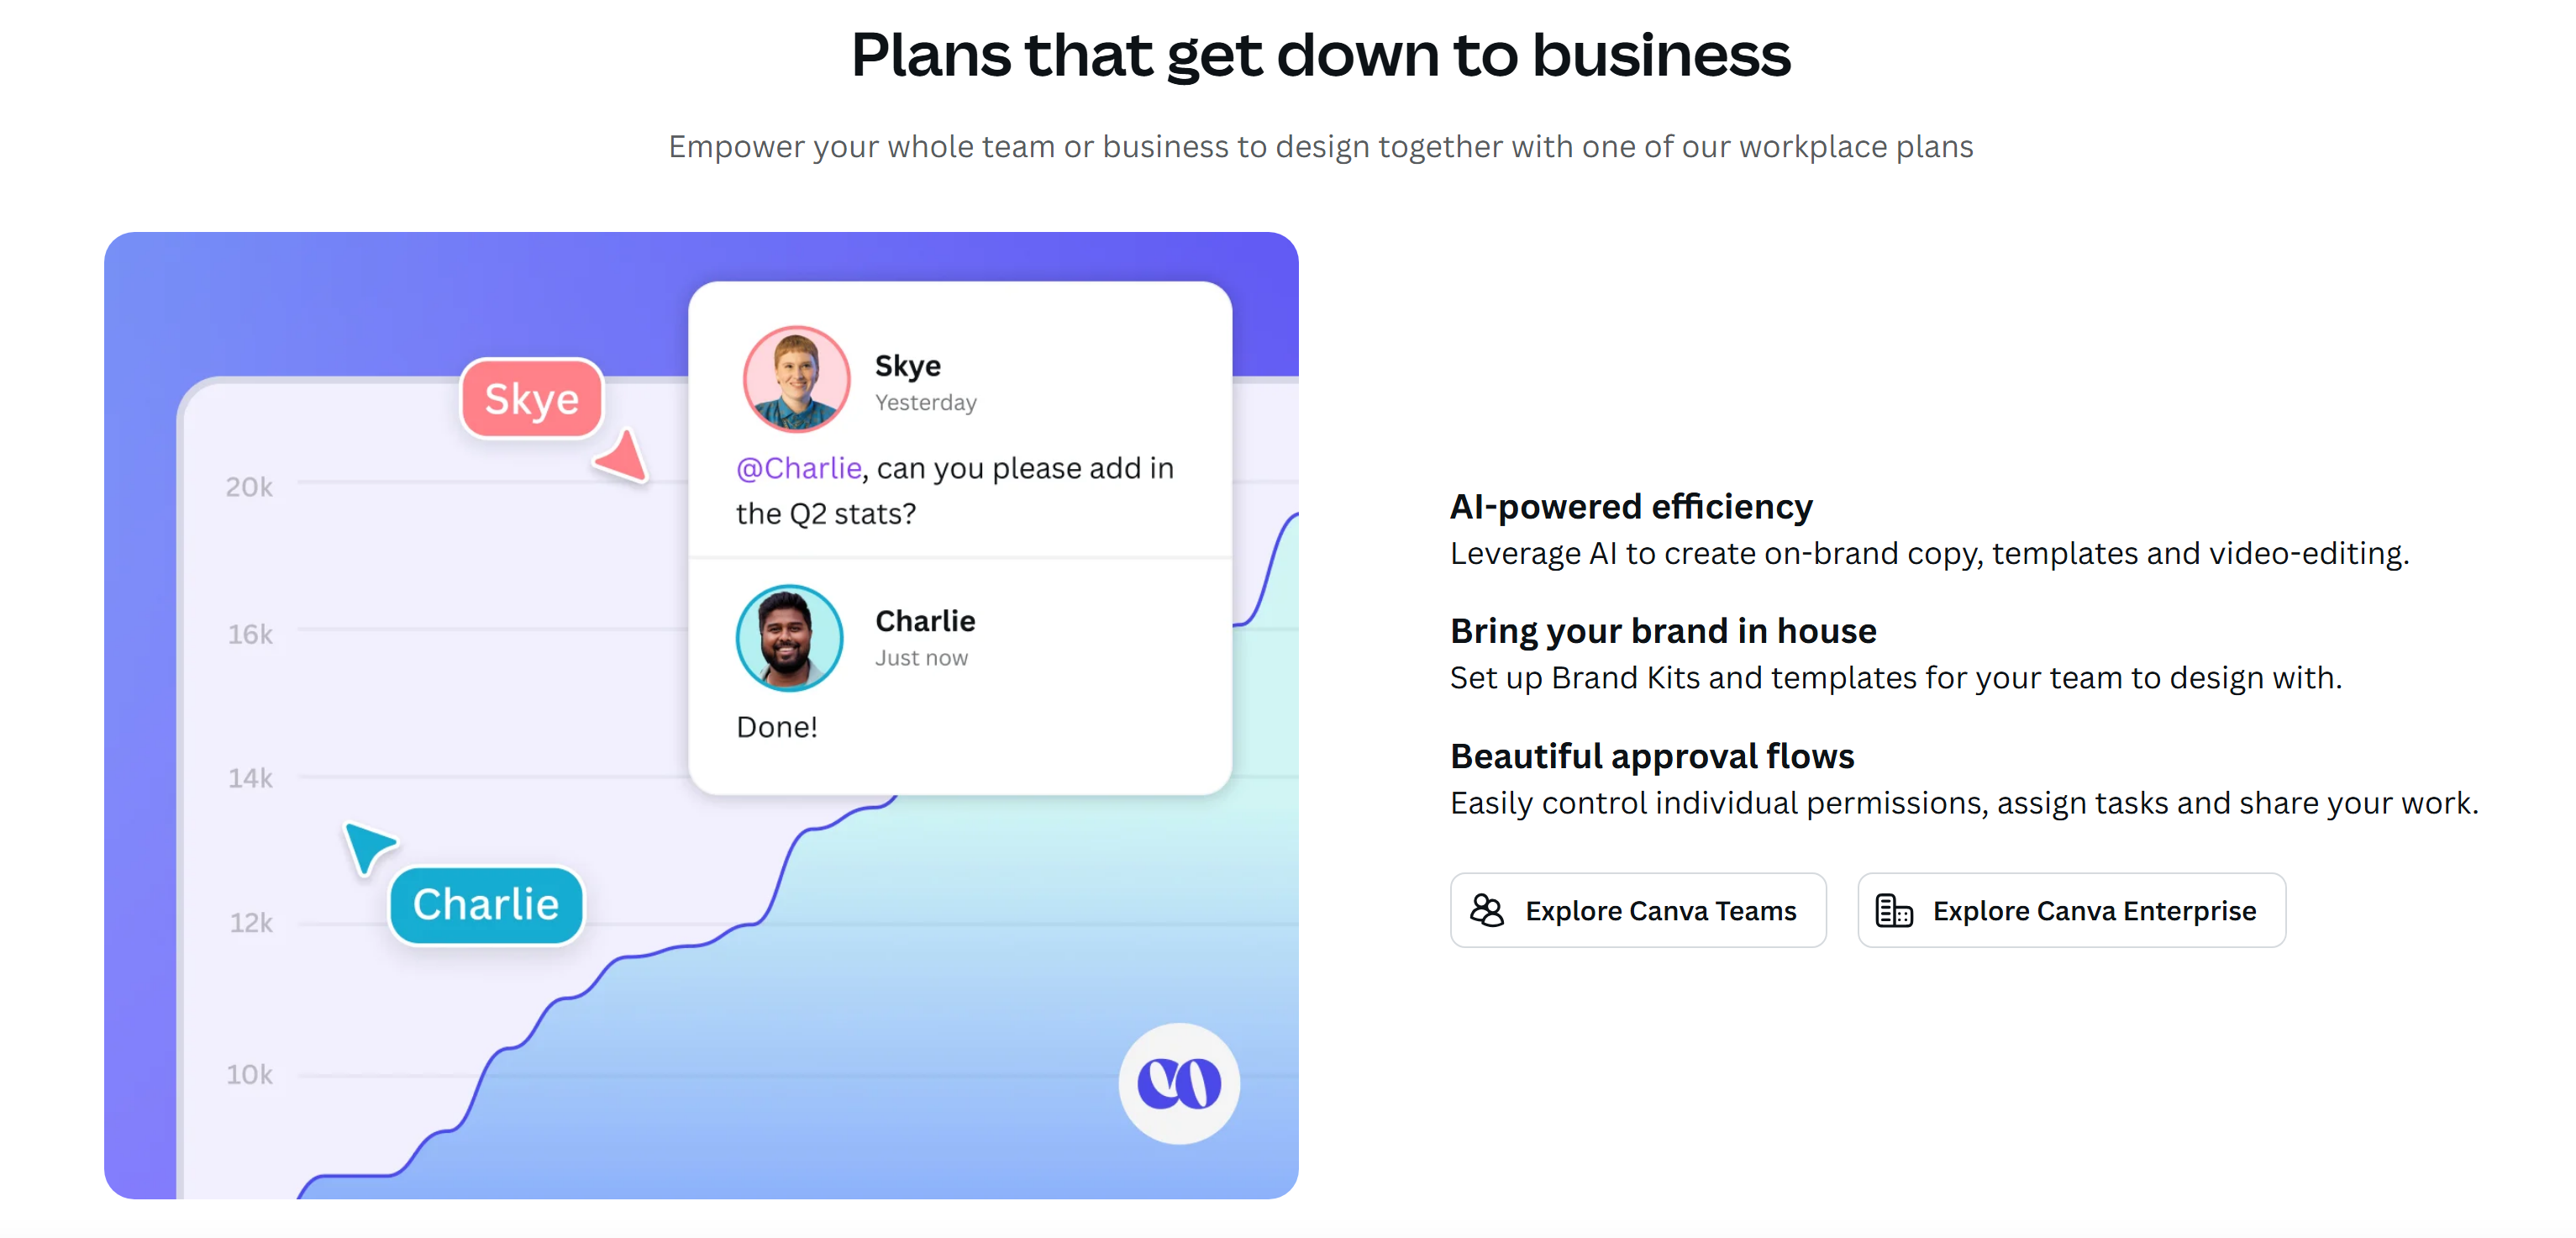 Plans that get down to business
Empower your whole team or business to design together with one of our workplace plans
Skye
Skye
Yesterday
@Charlie, can you please add in
the Q2 stats?
Charlie
Just now
Done!
20k
16k
14k
12k
10k
Charlie
AI-powered efficiency
Leverage AI to create on-brand copy, templates and video-editing.
Bring your brand in house
Set up Brand Kits and templates for your team to design with.
Beautiful approval flows
Easily control individual permissions, assign tasks and share your work.
Explore Canva Teams
Explore Canva Enterprise